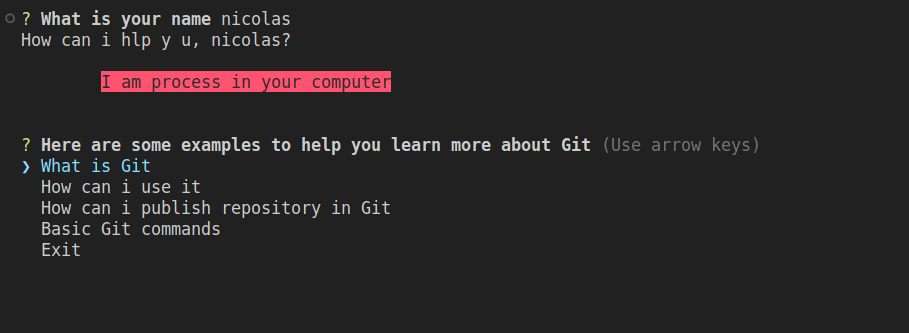 ? What is your name nicolas
How can i hlp y u, nicolas?
I am process in your computer
? Here are some examples to help you learn more about Git (Use arrow keys)
❯ What is Git
How can i use it
How can i publish repository in Git
Basic Git commands
Exit